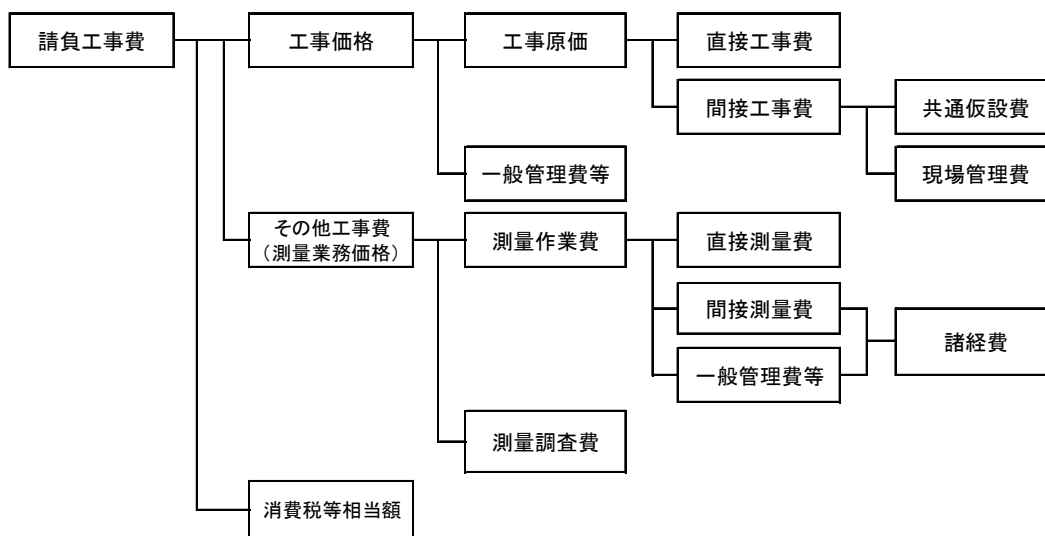 請負工事費
工事価格
工事原価
直接工事費
間接工事費
共通仮設費
現場管理費
一般管理費等
その他工事費
（測量業務価格）
測量作業費
直接測量費
間接測量費
一般管理費等
諸経費
測量調査費
消費税等相当額